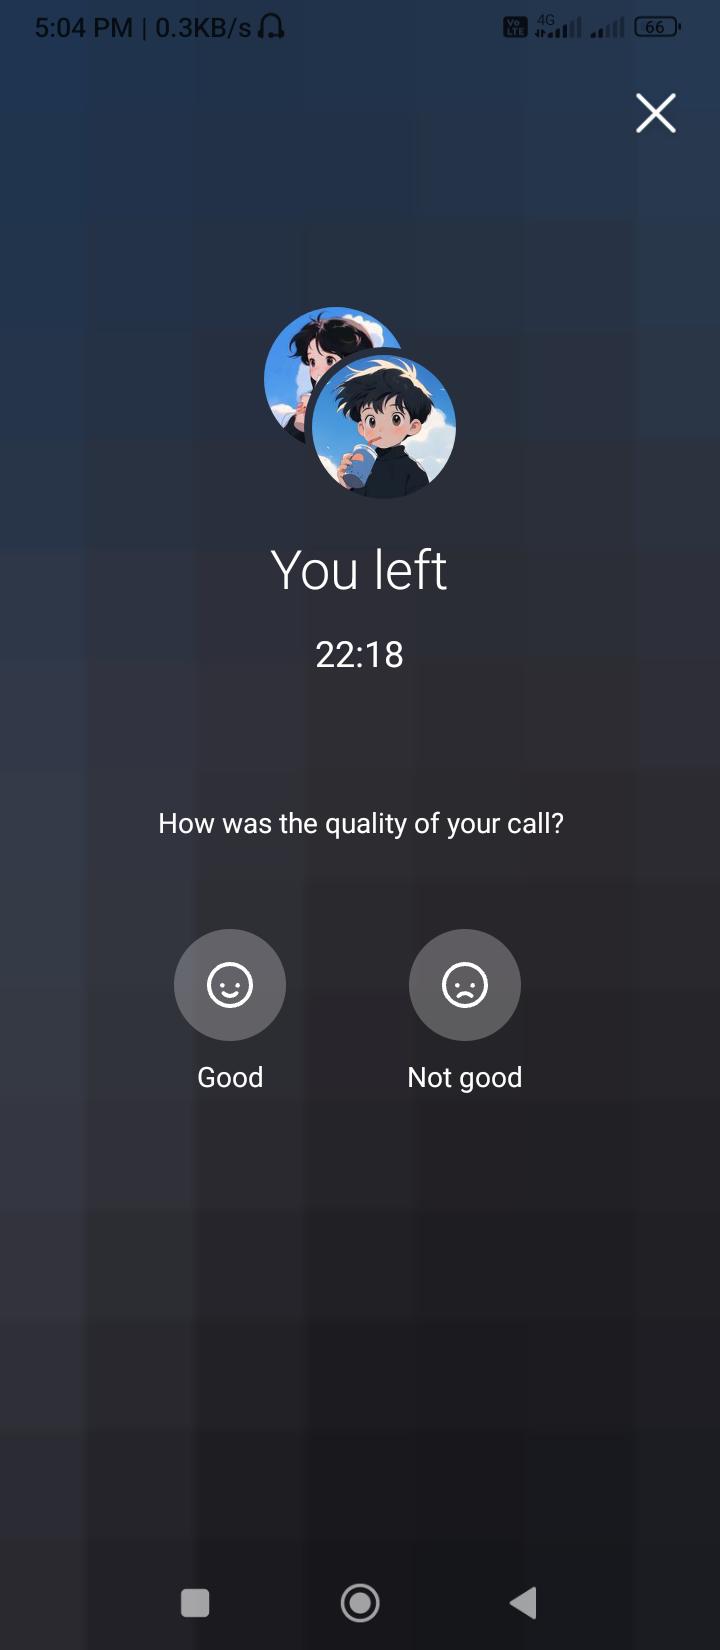 5:04 PM | 0.3KB/s
Vo LTE 4G 66
You left
22:18
How was the quality of your call?
Good
Not good